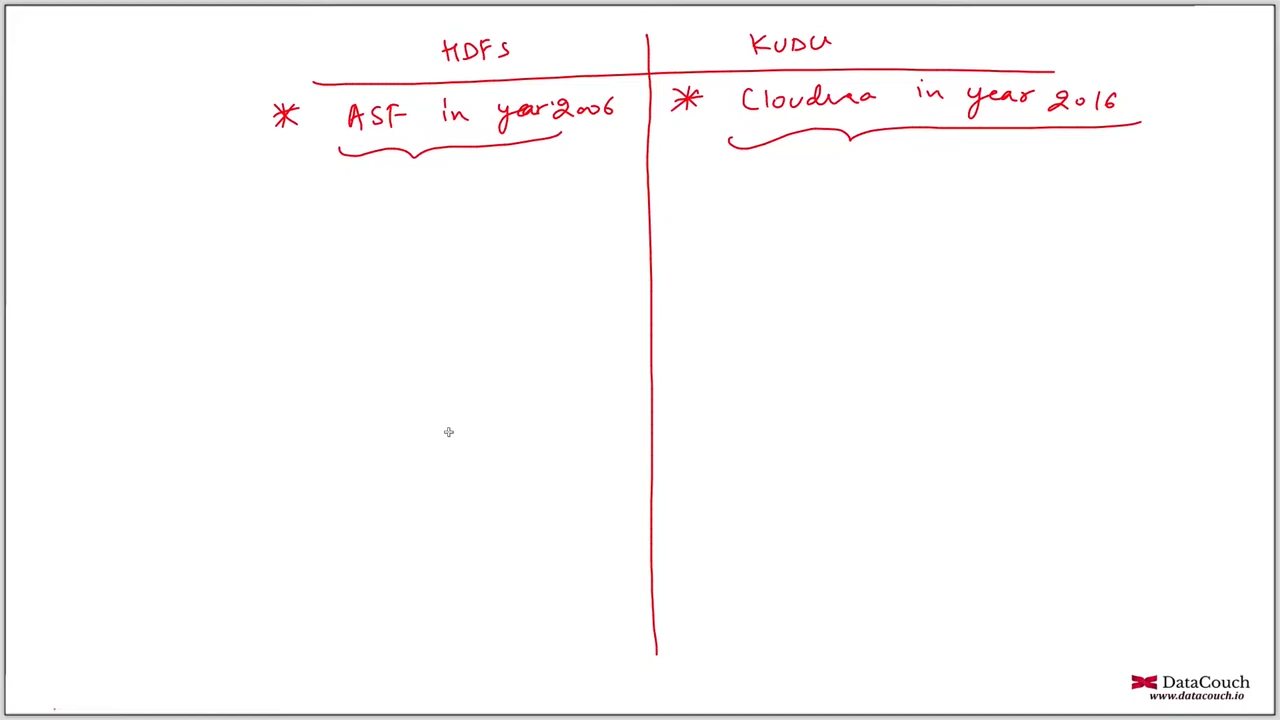 HDFS
KUDU
* ASF in year 2006
* Cloudera in year 2016
DataCouch
www.datacouch.io